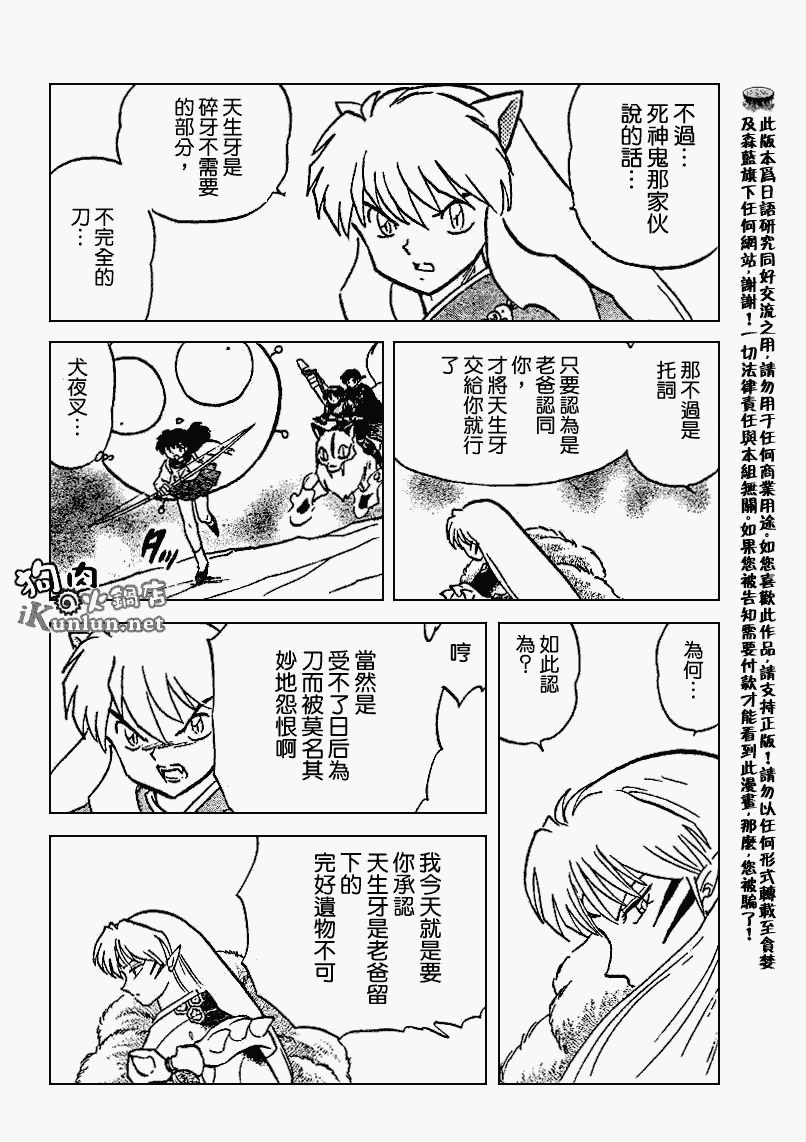 不過…
死神鬼那家伙
說的話…
天生牙是
碎牙不需要
的部分,
不完全的
刀…
那不過是
托詞
只要認為是
老爸認同
你,
才將天生牙
交給你就行
了
犬夜叉…
為何…
如此認
為?
哼
當然是
受不了日后為
刀而被莫名其
妙地怨恨啊
我今天就是要
你承認
天生牙是老爸留
下的
完好遺物不可
狗肉火鍋店
iKunlun.net
此版本爲日語研究同好交流之用,請勿用于任何商業用途。如您喜歡此作品,請支持正版!請勿以任何形式轉載至貪婪
及森藍旗下任何網站,謝謝!一切法律責任與本組無關。如果您被告知需要付款才能看到此漫畫,那麽,您被騙了!